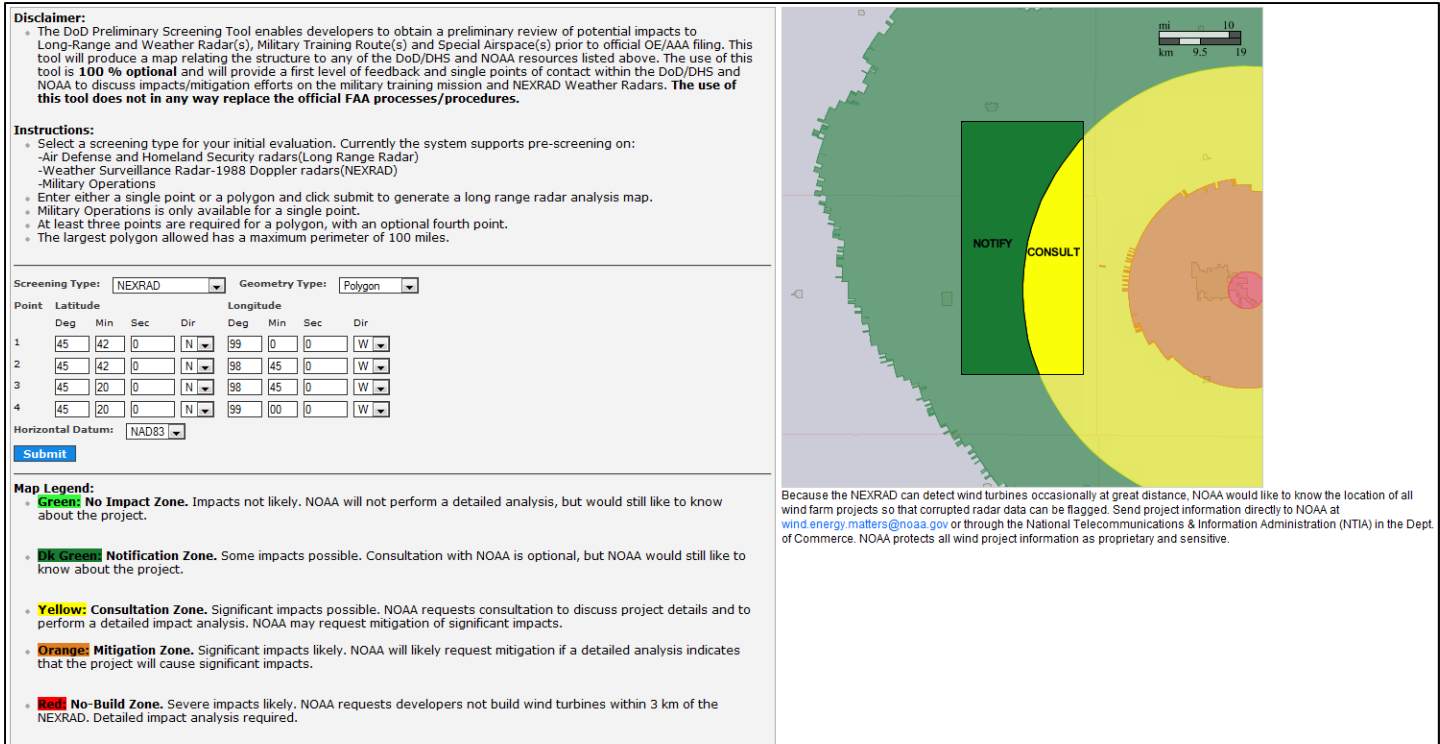 Disclaimer:
The DoD Preliminary Screening Tool enables developers to obtain a preliminary review of potential impacts to
Long-Range and Weather Radar(s), Military Training Route(s) and Special Airspace(s) prior to official OE/AAA filing. This
tool will produce a map relating the structure to any of the DoD/DHS and NOAA resources listed above. The use of this
tool is 100 % optional and will provide a first level of feedback and single points of contact within the DoD/DHS and
NOAA to discuss impacts/mitigation efforts on the military training mission and NEXRAD Weather Radars. The use of
this tool does not in any way replace the official FAA processes/procedures.
Instructions:
Select a screening type for your initial evaluation. Currently the system supports pre-screening on:
-Air Defense and Homeland Security radars(Long Range Radar)
-Weather Surveillance Radar-1988 Doppler radars(NEXRAD)
-Military Operations
Enter either a single point or a polygon and click submit to generate a long range radar analysis map.
Military Operations is only available for a single point.
At least three points are required for a polygon, with an optional fourth point.
The largest polygon allowed has a maximum perimeter of 100 miles.
Screening Type: NEXRAD Geometry Type: Polygon
Point Latitude Longitude
Deg Min Sec Dir Deg Min Sec Dir
1 45 42 0 N 99 0 0 W
2 45 42 0 N 98 45 0 W
3 45 20 0 N 98 45 0 W
4 45 20 0 N 99 00 0 W
Horizontal Datum: NAD83
Submit
Map Legend:
Green: No Impact Zone. Impacts not likely. NOAA will not perform a detailed analysis, but would still like to know
about the project.
Dk Green: Notification Zone. Some impacts possible. Consultation with NOAA is optional, but NOAA would still like to
know about the project.
Yellow: Consultation Zone. Significant impacts possible. NOAA requests consultation to discuss project details and to
perform a detailed impact analysis. NOAA may request mitigation of significant impacts.
Orange: Mitigation Zone. Significant impacts likely. NOAA will likely request mitigation if a detailed analysis indicates
that the project will cause significant impacts.
Red: No-Build Zone. Severe impacts likely. NOAA requests developers not build wind turbines within 3 km of the
NEXRAD. Detailed impact analysis required.
mi 10
km 9.5 19
NOTIFY
CONSULT
Because the NEXRAD can detect wind turbines occasionally at great distance, NOAA would like to know the location of all
wind farm projects so that corrupted radar data can be flagged. Send project information directly to NOAA at
wind.energy.matters@noaa.gov or through the National Telecommunications & Information Administration (NTIA) in the Dept.
of Commerce. NOAA protects all wind project information as proprietary and sensitive.